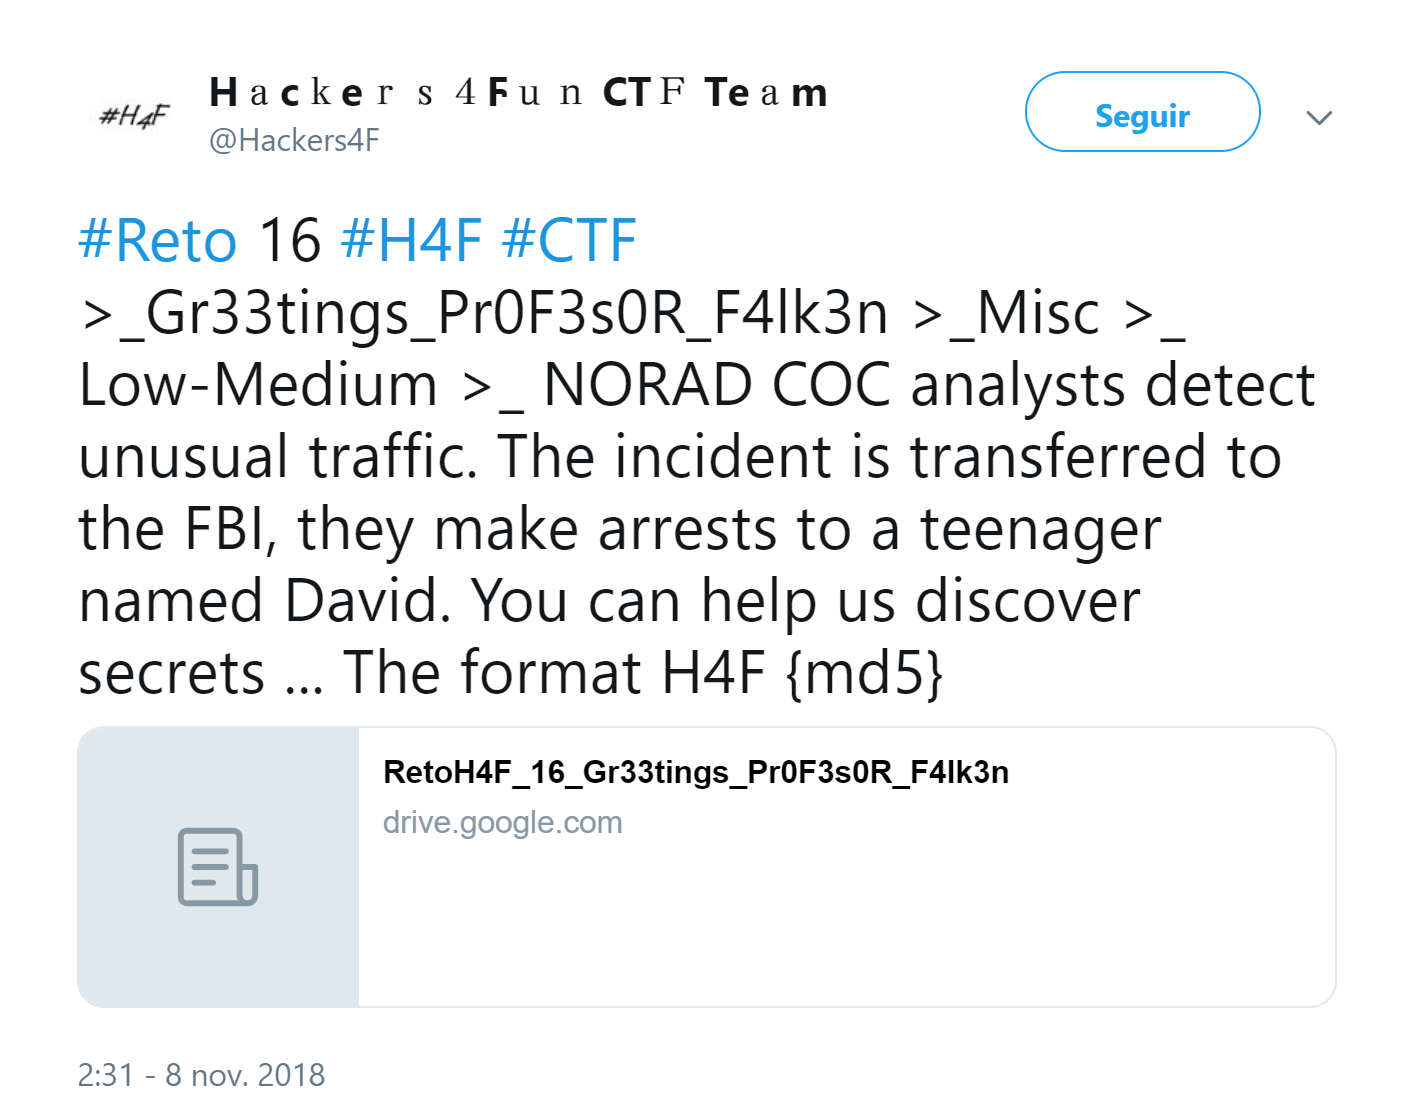 #H4F
Hackers 4Fun CTF Team
@Hackers4F
Seguir
#Reto 16 #H4F #CTF
>_Gr33tings_Pr0F3s0R_F4lk3n >_Misc >_
Low-Medium >_ NORAD COC analysts detect
unusual traffic. The incident is transferred to
the FBI, they make arrests to a teenager
named David. You can help us discover
secrets ... The format H4F {md5}
RetoH4F_16_Gr33tings_Pr0F3s0R_F4lk3n
drive.google.com
2:31 - 8 nov. 2018